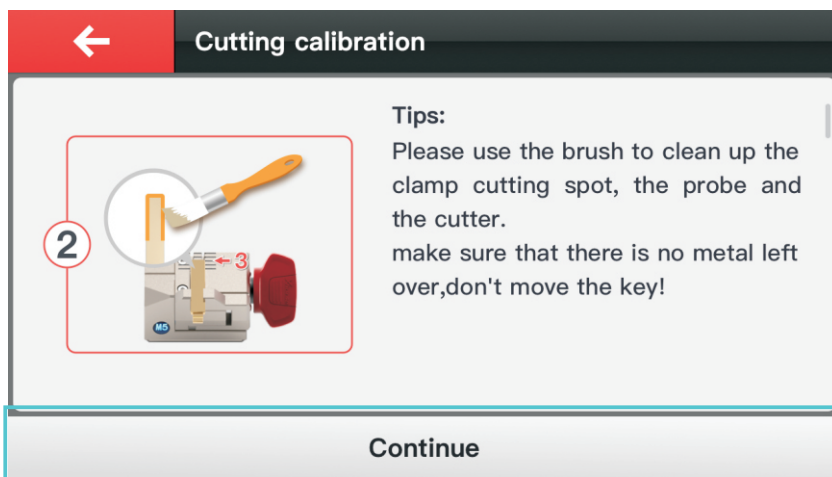 Cutting calibration
Tips:
Please use the brush to clean up the
clamp cutting spot, the probe and
the cutter.
make sure that there is no metal left
over,don't move the key!
2
3
M5
Continue